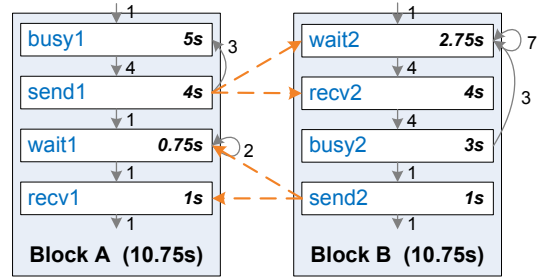 1
busy1 5s
3
4
send1 4s
1
wait1 0.75s
2
1
recv1 1s
1
Block A (10.75s)
1
wait2 2.75s
7
4
recv2 4s
4
3
busy2 3s
1
send2 1s
1
Block B (10.75s)